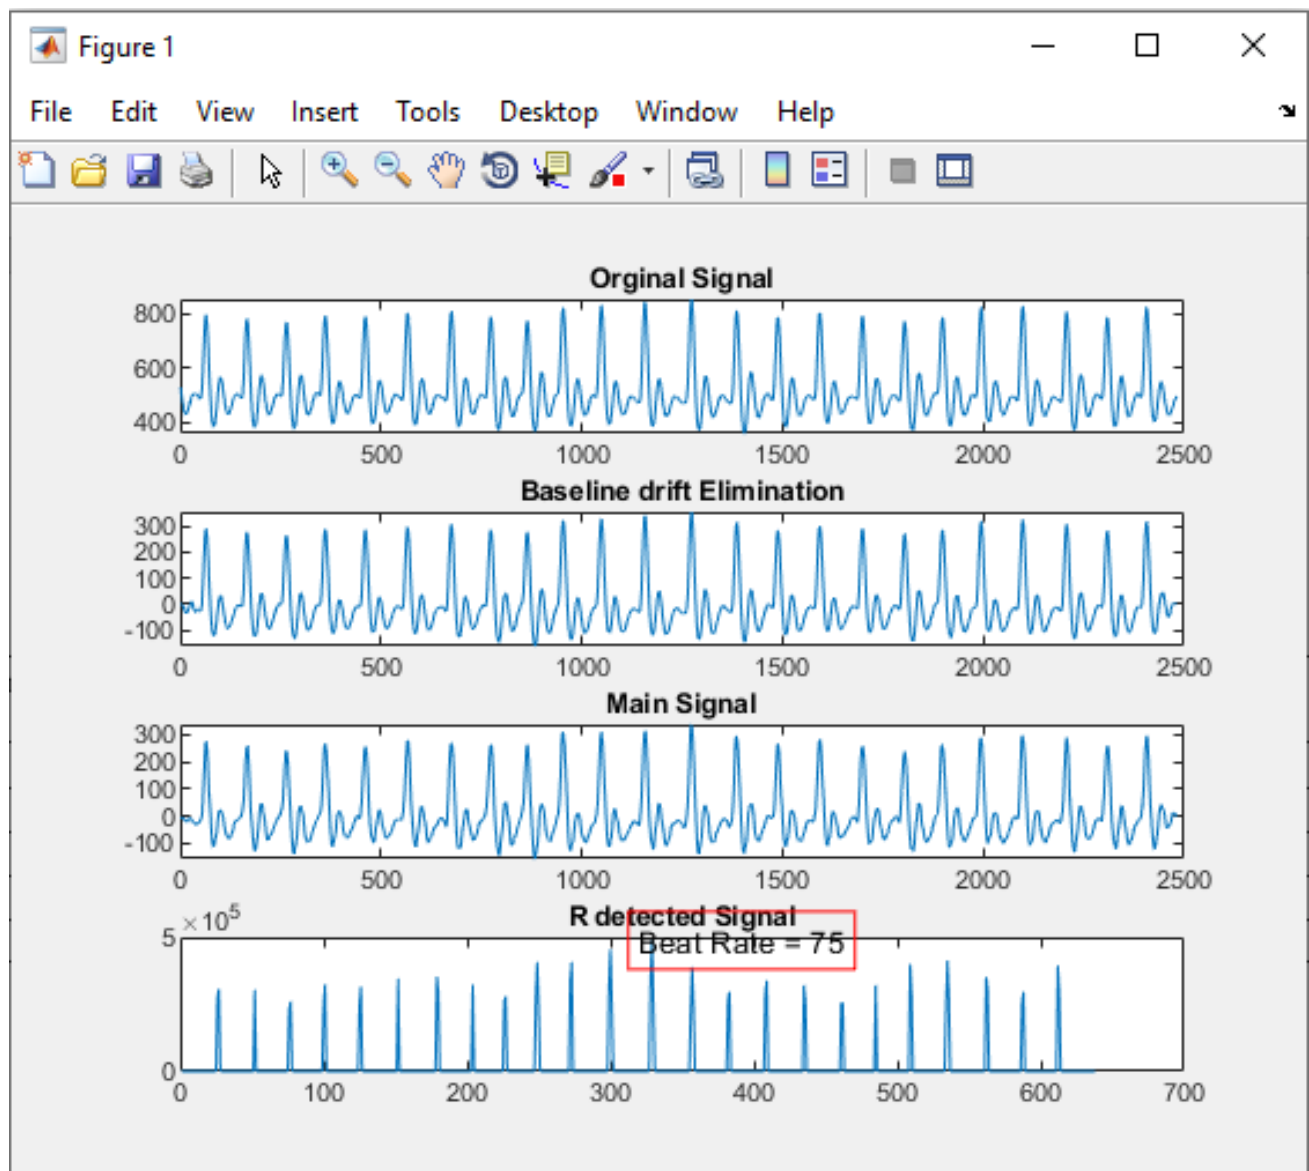 Figure 1
File Edit View Insert Tools Desktop Window Help
Orginal Signal
800
600
400
0 500 1000 1500 2000 2500
Baseline drift Elimination
300
200
100
0
-100
0 500 1000 1500 2000 2500
Main Signal
300
200
100
0
-100
0 500 1000 1500 2000 2500
R detected Signal
×10^5
Beat Rate = 75
5
0
0 100 200 300 400 500 600 700